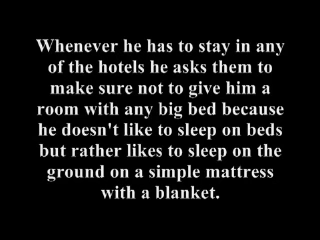 Whenever he has to stay in any
of the hotels he asks them to
make sure not to give him a
room with any big bed because
he doesn't like to sleep on beds
but rather likes to sleep on the
ground on a simple mattress
with a blanket.